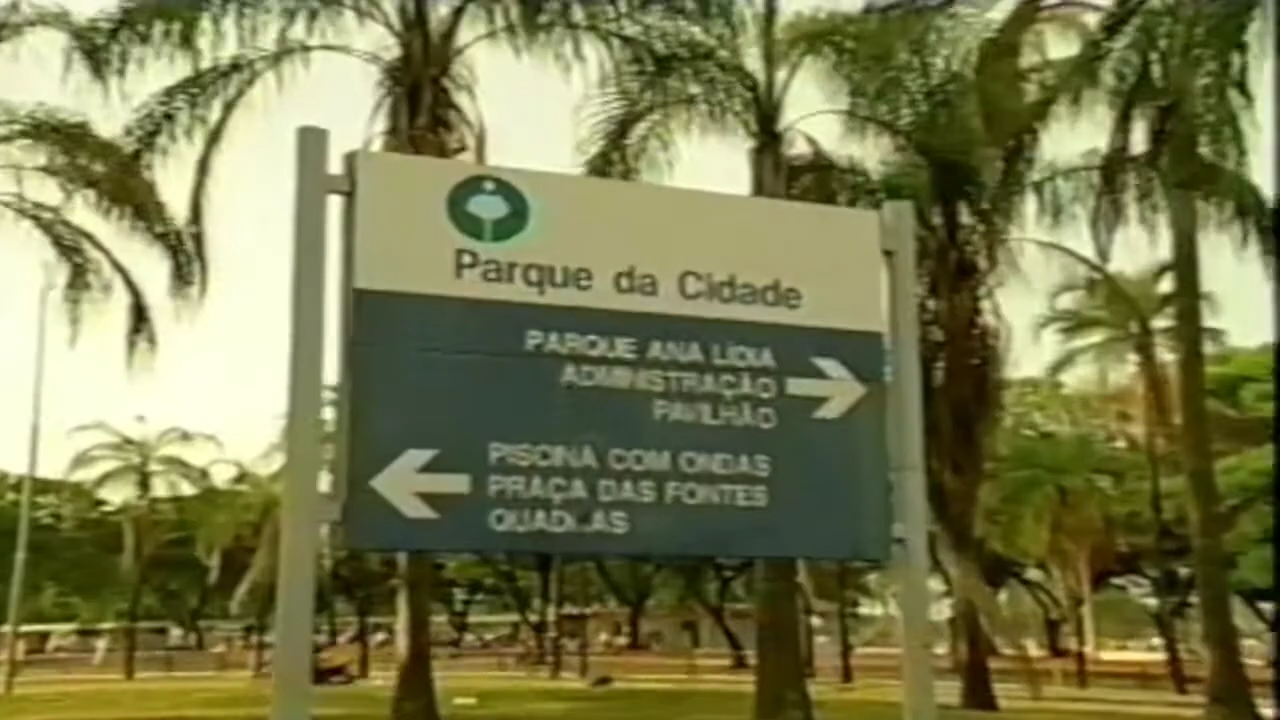 Parque da Cidade
PARQUE ANA LÍDIA
ADMINISTRAÇÃO
PAVILHÃO
PISCINA COM ONDAS
PRAÇA DAS FONTES
QUADRAS